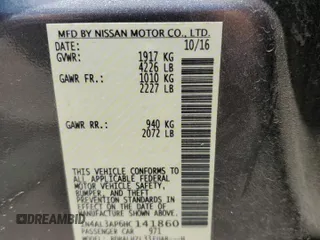 MFD BY NISSAN MOTOR CO., LTD.
DATE: 10/16
GVWR: 1917 KG
4226 LB
GAWR FR: 1010 KG
2227 LB
GAWR RR: 940 KG
2072 LB
THIS VEHICLE CONFORMS TO
ALL APPLICABLE FEDERAL
MOTOR VEHICLE SAFETY,
BUMPER, AND THEFT
PREVENTION STANDARDS
IN EFFECT ON THE DATE OF
MANUFACTURE SHOWN ABOVE.
1N4AL3AP6HC141860
PASSENGER CAR 971
DREAMBID